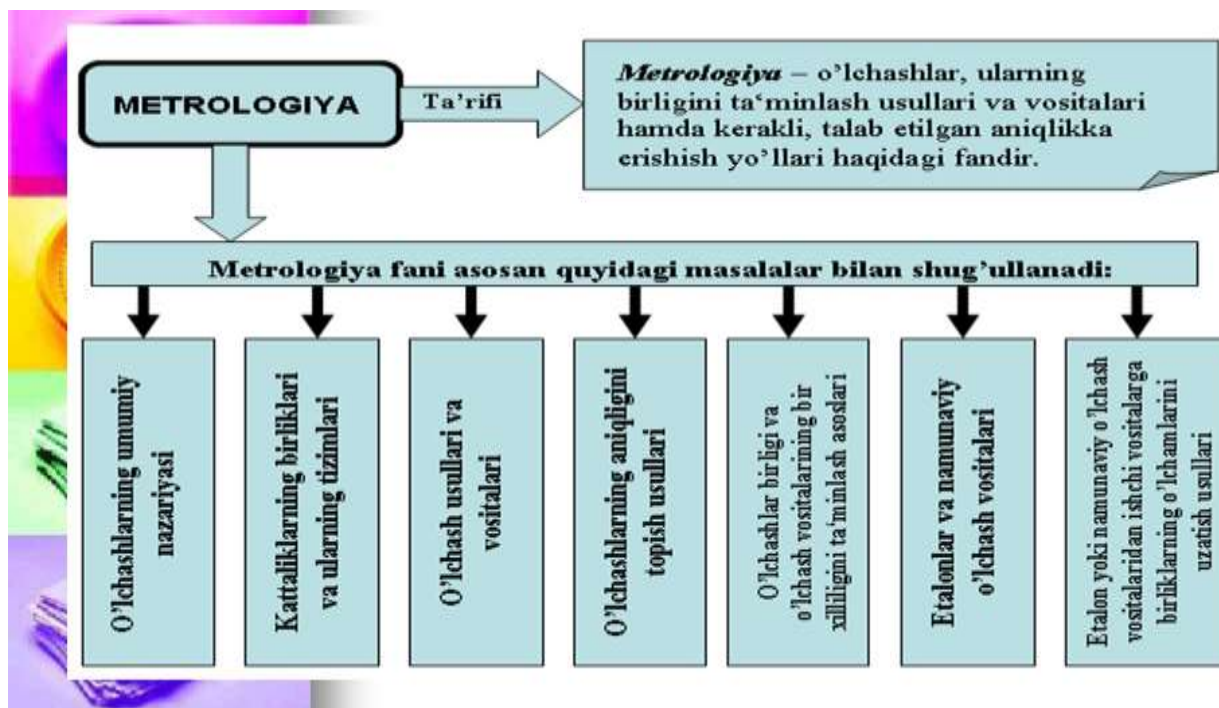 METROLOGIYA
Ta'rifi
Metrologiya – o’lchashlar, ularning
birligini ta‘minlash usullari va vositalari
hamda kerakli, talab etilgan aniqlikka
erishish yo’llari haqidagi fandir.
Metrologiya fani asosan quyidagi masalalar bilan shug’ullanadi:
O’lchashlarning umumiy
nazariyasi
Kattaliklarning birliklari
va ularning tizimlari
O’lchash usullari va
vositalari
O’lchashlarning aniqligini
topish usullari
O’lchashlar birligi va
o’lchash vositalarining bir
xilliligini ta‘minlash asoslari
Etalonlar va namunaviy
o’lchash vositalari
Etalon yoki namunaviy o’lchash
vositalaridan ishchi vositalarga
birliklarning o’lchamlarini
uzatish usullari